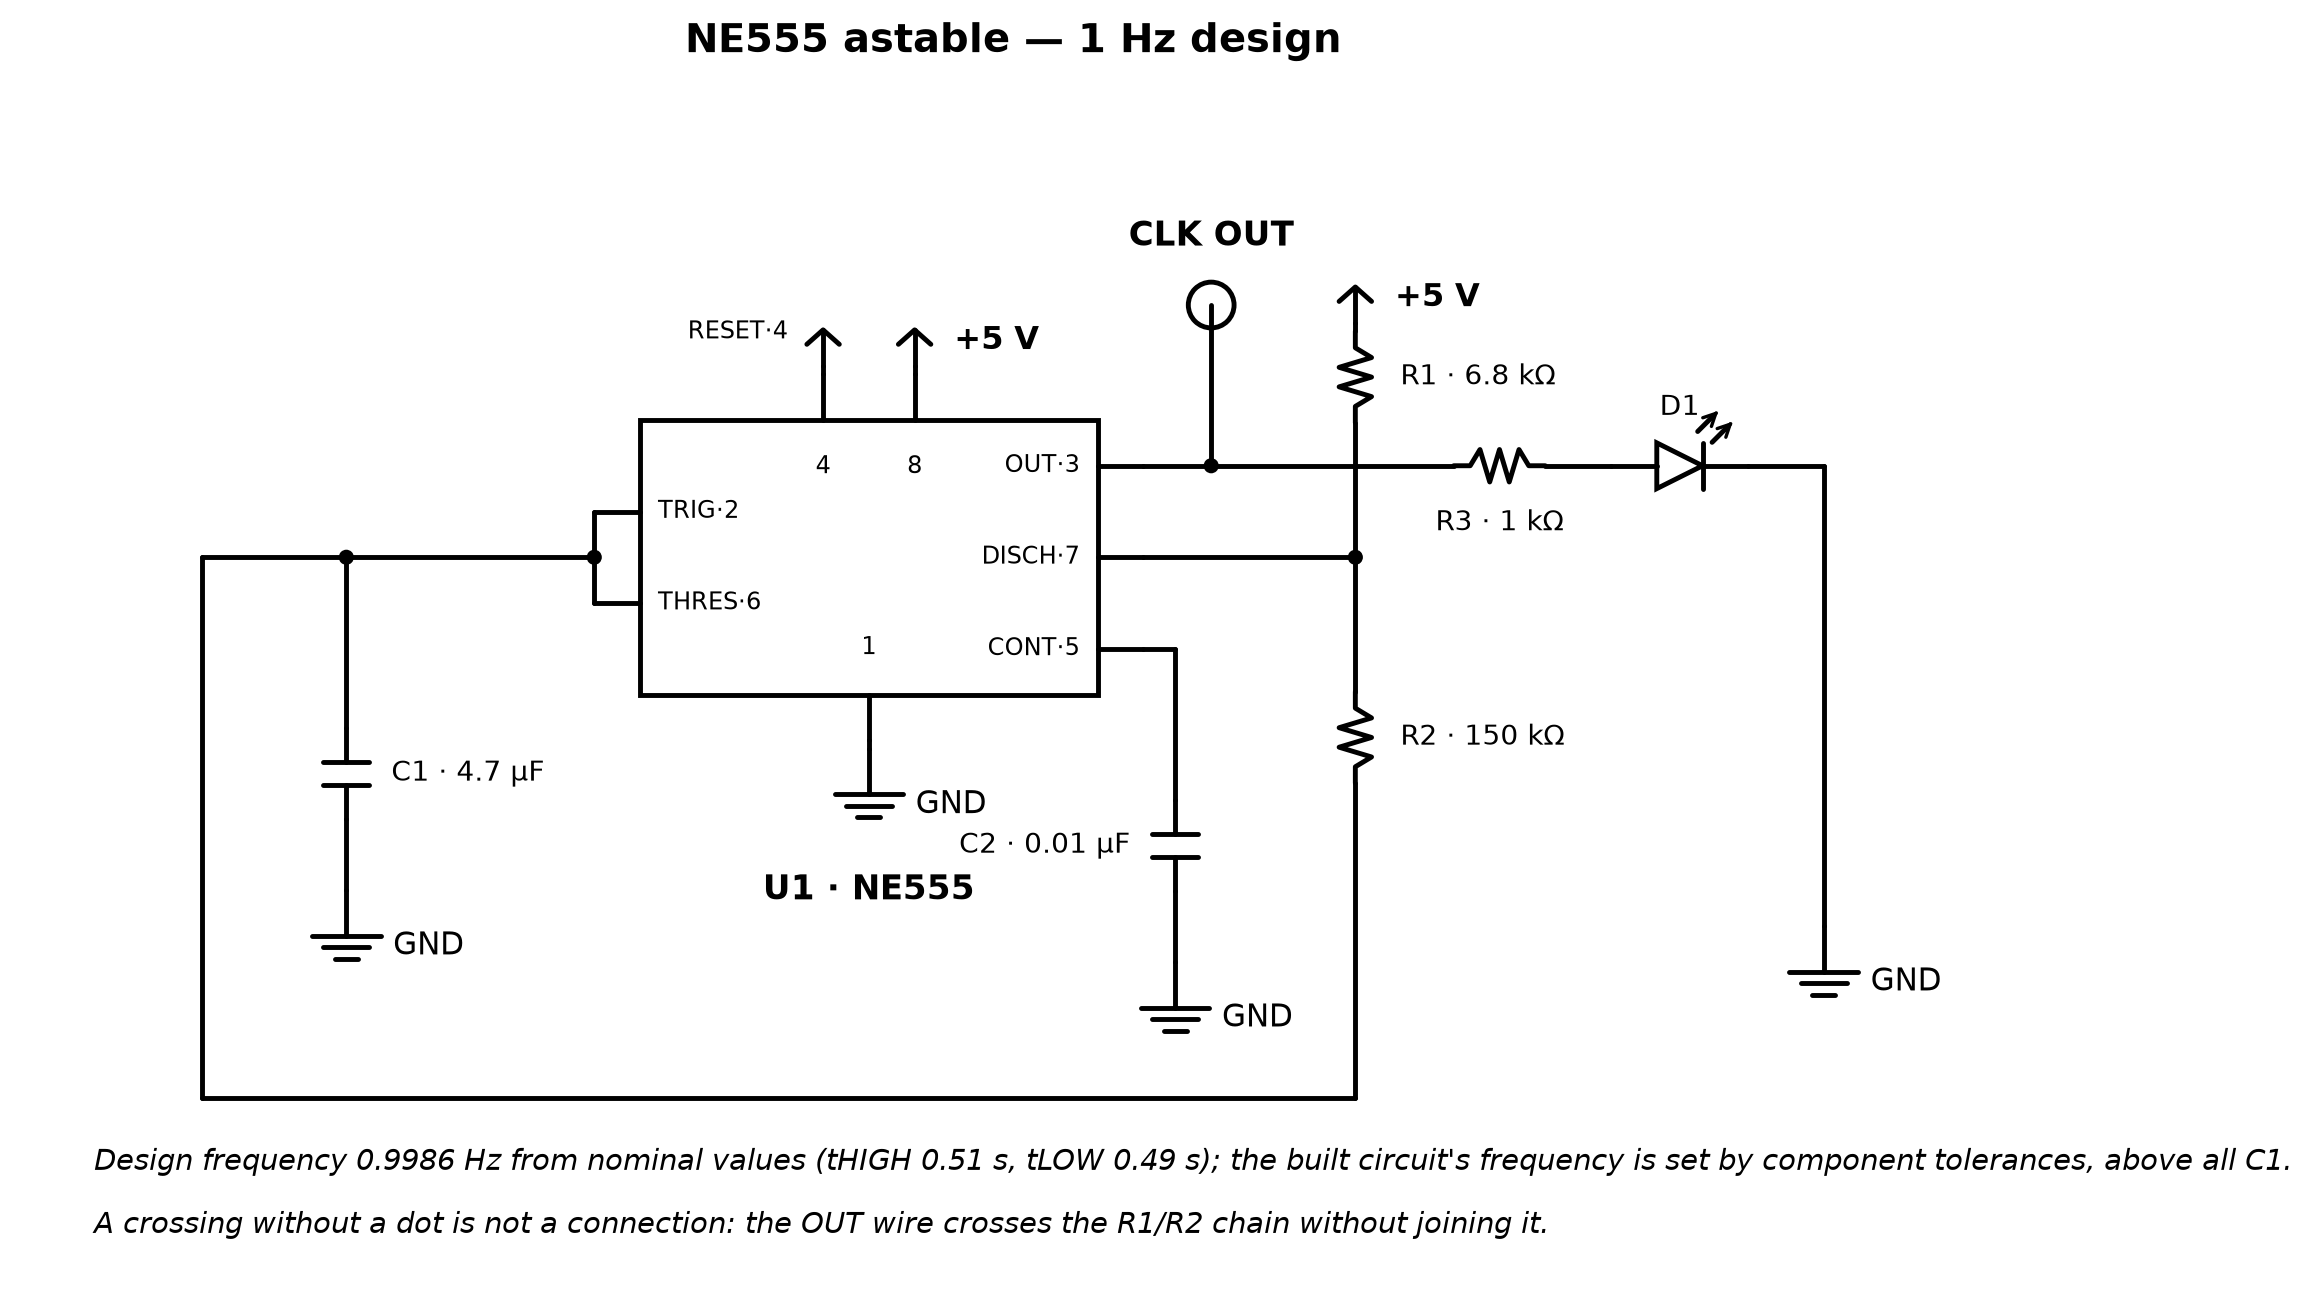 NE555 astable — 1 Hz design
CLK OUT
+5 V
RESET·4
+5 V
R1 · 6.8 kΩ
D1
4
8
OUT·3
TRIG·2
R3 · 1 kΩ
DISCH·7
THRES·6
1
CONT·5
R2 · 150 kΩ
C1 · 4.7 µF
GND
C2 · 0.01 µF
U1 · NE555
GND
GND
GND
Design frequency 0.9986 Hz from nominal values (tHIGH 0.51 s, tLOW 0.49 s); the built circuit's frequency is set by component tolerances, above all C1.
A crossing without a dot is not a connection: the OUT wire crosses the R1/R2 chain without joining it.